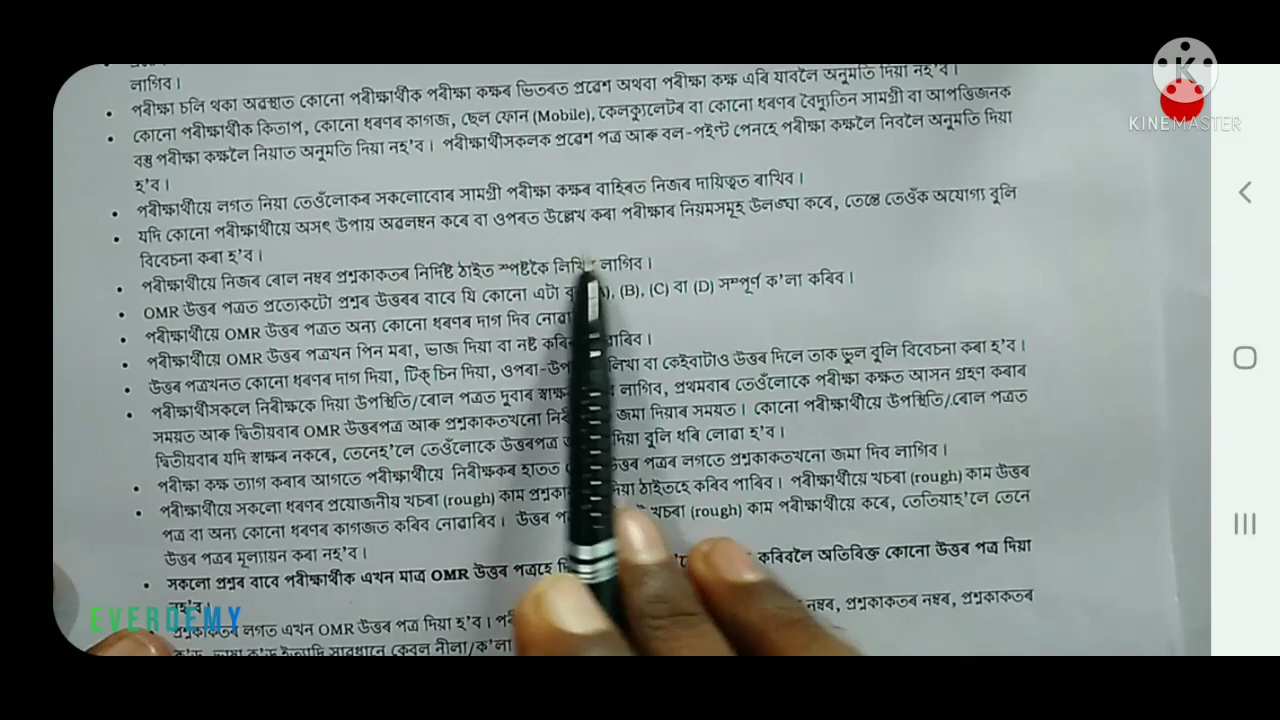 লাগিব ।
পৰীক্ষা চলি থকা অৱস্থাত কোনো পৰীক্ষাৰ্থীক পৰীক্ষা কক্ষৰ ভিতৰত প্ৰৱেশ অথবা পৰীক্ষা কক্ষ এৰি যাবলৈ অনুমতি দিয়া নহ'ব ।
কোনো পৰীক্ষাৰ্থীক কিতাপ, কোনো ধৰণৰ কাগজ, ছেল ফোন (Mobile), কেলকুলেটৰ বা কোনো ধৰণৰ বৈদ্যুতিন সামগ্ৰী বা আপত্তিজনক
বস্তু পৰীক্ষা কক্ষলৈ নিয়াত অনুমতি দিয়া নহ'ব । পৰীক্ষাৰ্থীসকলক প্ৰৱেশ পত্ৰ আৰু বল-পইণ্ট পেনহে পৰীক্ষা কক্ষলৈ নিবলৈ অনুমতি দিয়া
হ'ব ।
পৰীক্ষাৰ্থীয়ে লগত নিয়া তেওঁলোকৰ সকলোবোৰ সামগ্ৰী পৰীক্ষা কক্ষৰ বাহিৰত নিজৰ দায়িত্বত ৰাখিব ।
যদি কোনো পৰীক্ষাৰ্থীয়ে অসৎ উপায় অৱলম্বন কৰে বা ওপৰত উল্লেখ কৰা পৰীক্ষাৰ নিয়মসমূহ উলঙ্ঘা কৰে, তেন্তে তেওঁক অযোগ্য বুলি
বিবেচনা কৰা হ'ব ।
পৰীক্ষাৰ্থীয়ে নিজৰ ৰোল নম্বৰ প্ৰশ্নকাকতৰ নিৰ্দিষ্ট ঠাইত স্পষ্টকৈ লাগিব ।
OMR উত্তৰ পত্ৰত প্ৰত্যেকটো প্ৰশ্নৰ উত্তৰৰ বাবে যি কোনো এটা (B), (C) বা (D) সম্পূৰ্ণ ক'লা কৰিব ।
পৰীক্ষাৰ্থীয়ে OMR উত্তৰ পত্ৰত অন্য কোনো ধৰণৰ দাগ দিব
পৰীক্ষাৰ্থীয়ে OMR উত্তৰ পত্ৰখন পিন মৰা, ভাজ দিয়া বা নষ্ট
উত্তৰ পত্ৰখনত কোনো ধৰণৰ দাগ দিয়া, টিক্ চিন দিয়া, লিখা বা কেইবাটাও উত্তৰ দিলে তাক ভুল বুলি বিবেচনা কৰা হ'ব ।
পৰীক্ষাৰ্থীসকলে নিৰীক্ষকে দিয়া উপস্থিতি/ৰোল পত্ৰত দুবাৰ লাগিব, প্ৰথমবাৰ তেওঁলোকে পৰীক্ষা কক্ষত আসন গ্ৰহণ কৰাৰ
সময়ত আৰু দ্বিতীয়বাৰ OMR উত্তৰপত্ৰ আৰু প্ৰশ্নকাকতখনো জমা দিয়াৰ সময়ত । কোনো পৰীক্ষাৰ্থীয়ে উপস্থিতি/ৰোল পত্ৰত
দ্বিতীয়বাৰ যদি স্বাক্ষৰ নকৰে, তেনেহ'লে তেওঁলোকে উত্তৰপত্ৰ দিয়া বুলি ধৰি লোৱা হ'ব ।
পৰীক্ষা কক্ষ ত্যাগ কৰাৰ আগতে পৰীক্ষাৰ্থীয়ে নিৰীক্ষকৰ হাতত পত্ৰৰ লগতে প্ৰশ্নকাকতখনো জমা দিব লাগিব ।
পৰীক্ষাৰ্থীয়ে সকলো ধৰণৰ প্ৰয়োজনীয় খচৰা (rough) কাম দিয়া ঠাইতহে কৰিব পাৰিব । পৰীক্ষাৰ্থীয়ে খচৰা (rough) কাম উত্তৰ
পত্ৰ বা অন্য কোনো ধৰণৰ কাগজত কৰিব নোৱাৰিব । উত্তৰ খচৰা (rough) কাম পৰীক্ষাৰ্থীয়ে কৰে, তেতিয়াহ'লে তেনে
উত্তৰ পত্ৰৰ মূল্যায়ন কৰা নহ'ব ।
সকলো প্ৰশ্নৰ বাবে পৰীক্ষাৰ্থীক এখন মাত্ৰ OMR উত্তৰ পত্ৰহে কৰিবলৈ অতিৰিক্ত কোনো উত্তৰ পত্ৰ দিয়া
নহ'ব ।
প্ৰশ্নকাকতৰ লগত এখন OMR উত্তৰ পত্ৰ দিয়া হ'ব । নম্বৰ, প্ৰশ্নকাকতৰ নম্বৰ, প্ৰশ্নকাকতৰ
ইত্যাদি সাবধানে কেৱল নীলা/ক'লা
KINEMASTER
EVERDEMY